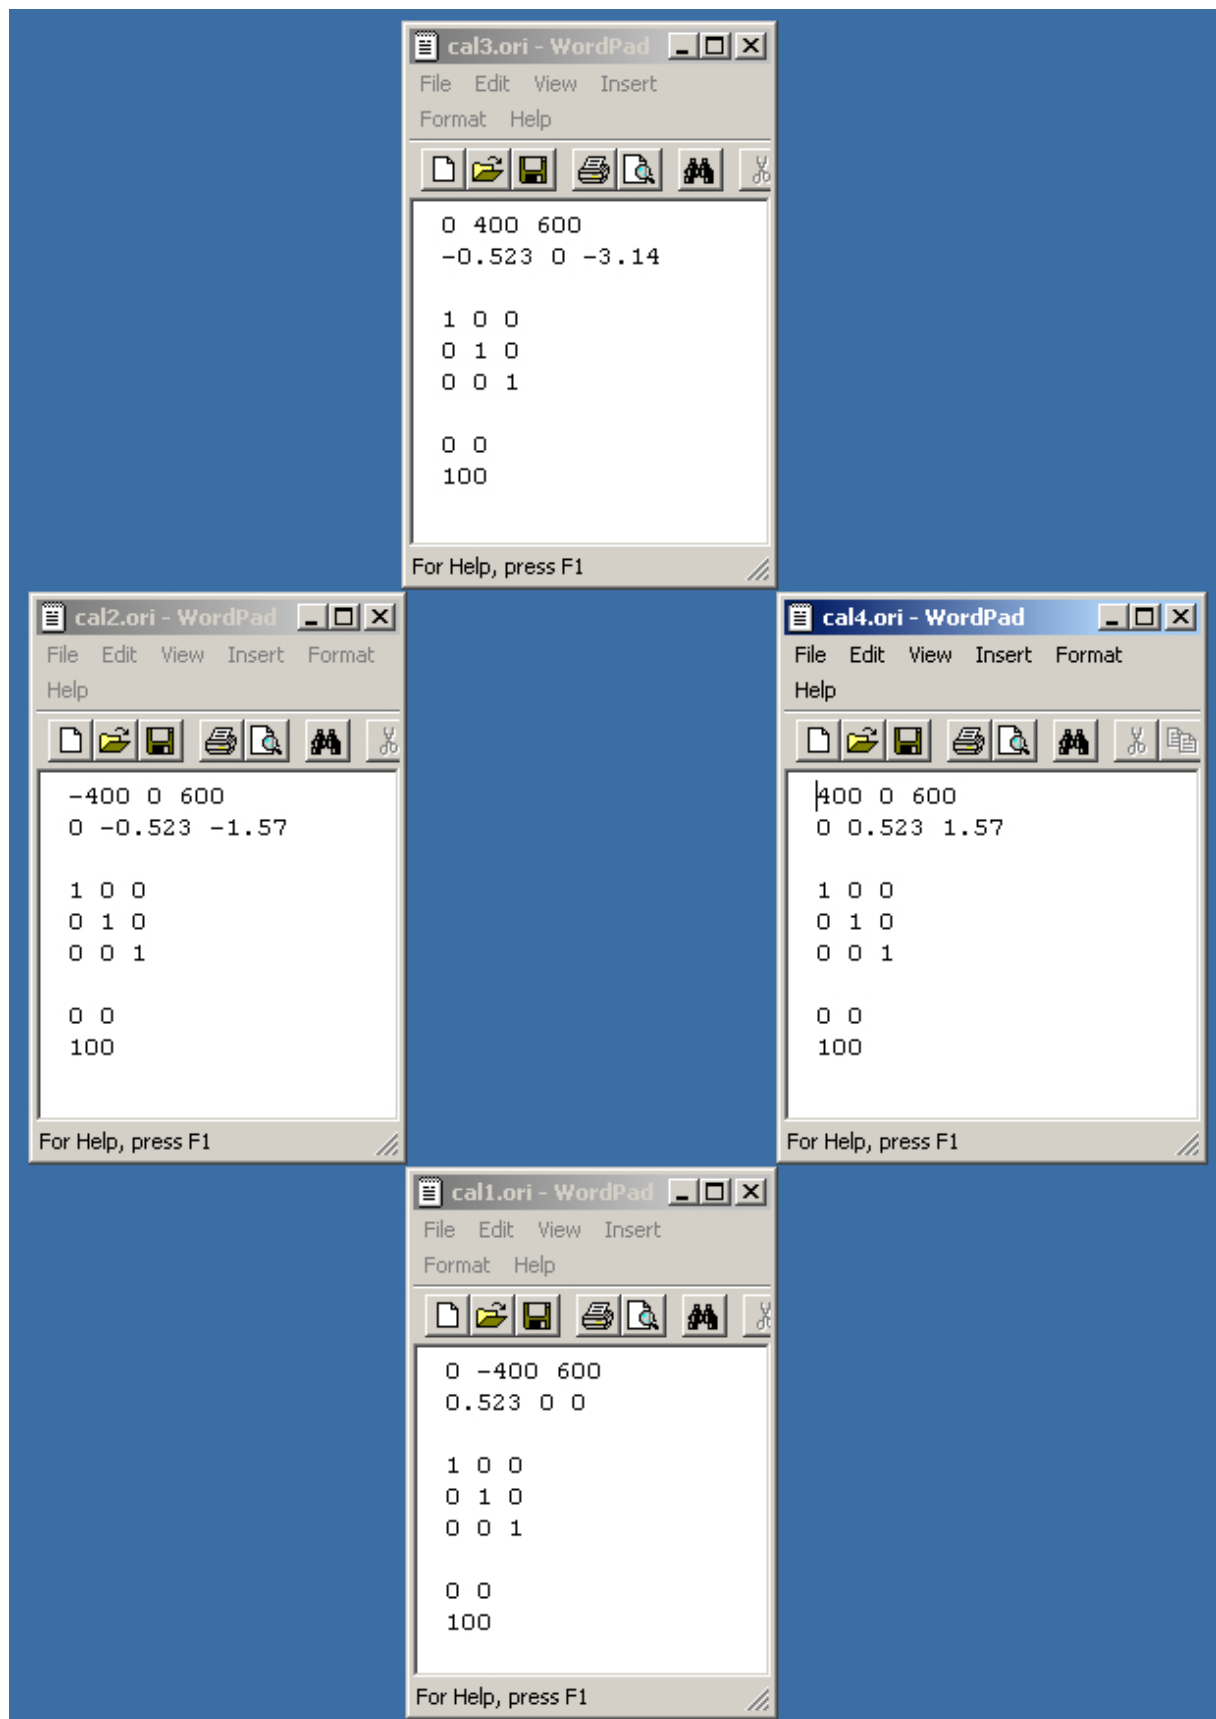 cal3.ori - WordPad
File Edit View Insert
Format Help
0 400 600
-0.523 0 -3.14
1 0 0
0 1 0
0 0 1
0 0
100
For Help, press F1
cal2.ori - WordPad
File Edit View Insert Format
Help
-400 0 600
0 -0.523 -1.57
1 0 0
0 1 0
0 0 1
0 0
100
For Help, press F1
cal4.ori - WordPad
File Edit View Insert Format
Help
400 0 600
0 0.523 1.57
1 0 0
0 1 0
0 0 1
0 0
100
For Help, press F1
cal1.ori - WordPad
File Edit View Insert
Format Help
0 -400 600
0.523 0 0
1 0 0
0 1 0
0 0 1
0 0
100
For Help, press F1